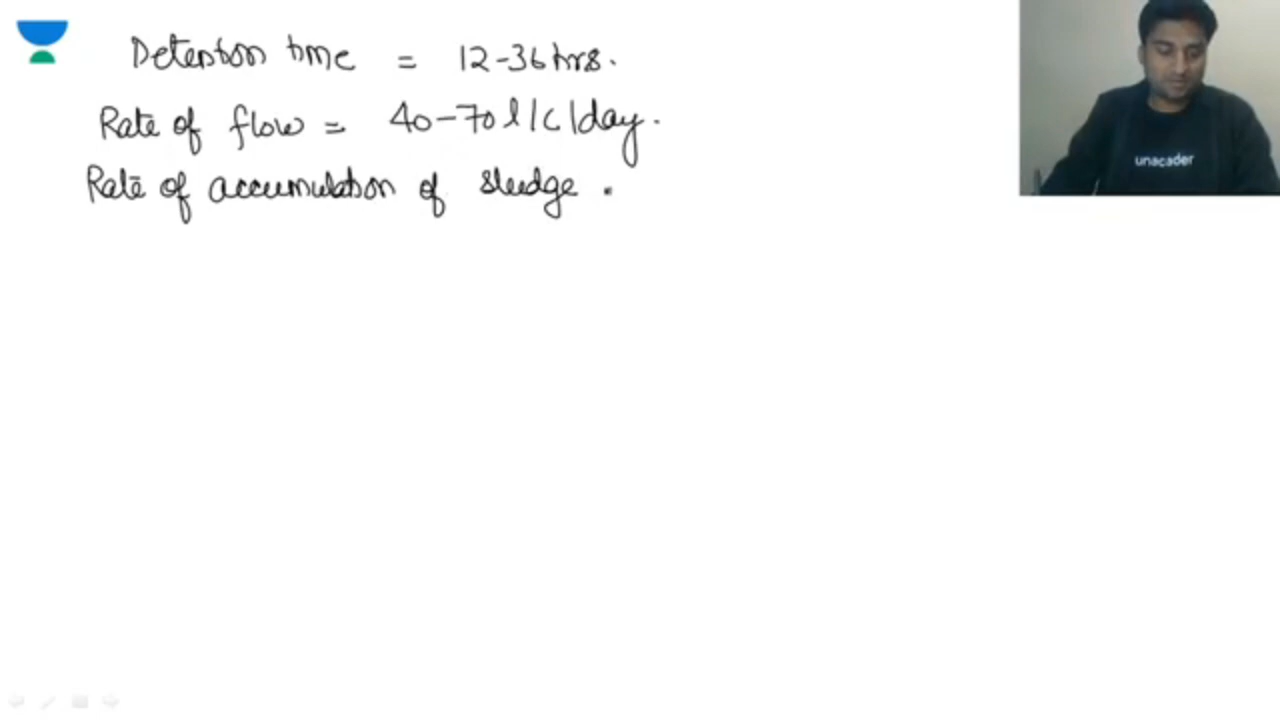 Detention time = 12-36 hrs.
Rate of flow = 40-70 l/c/day.
Rate of accumulation of sludge .
unacader